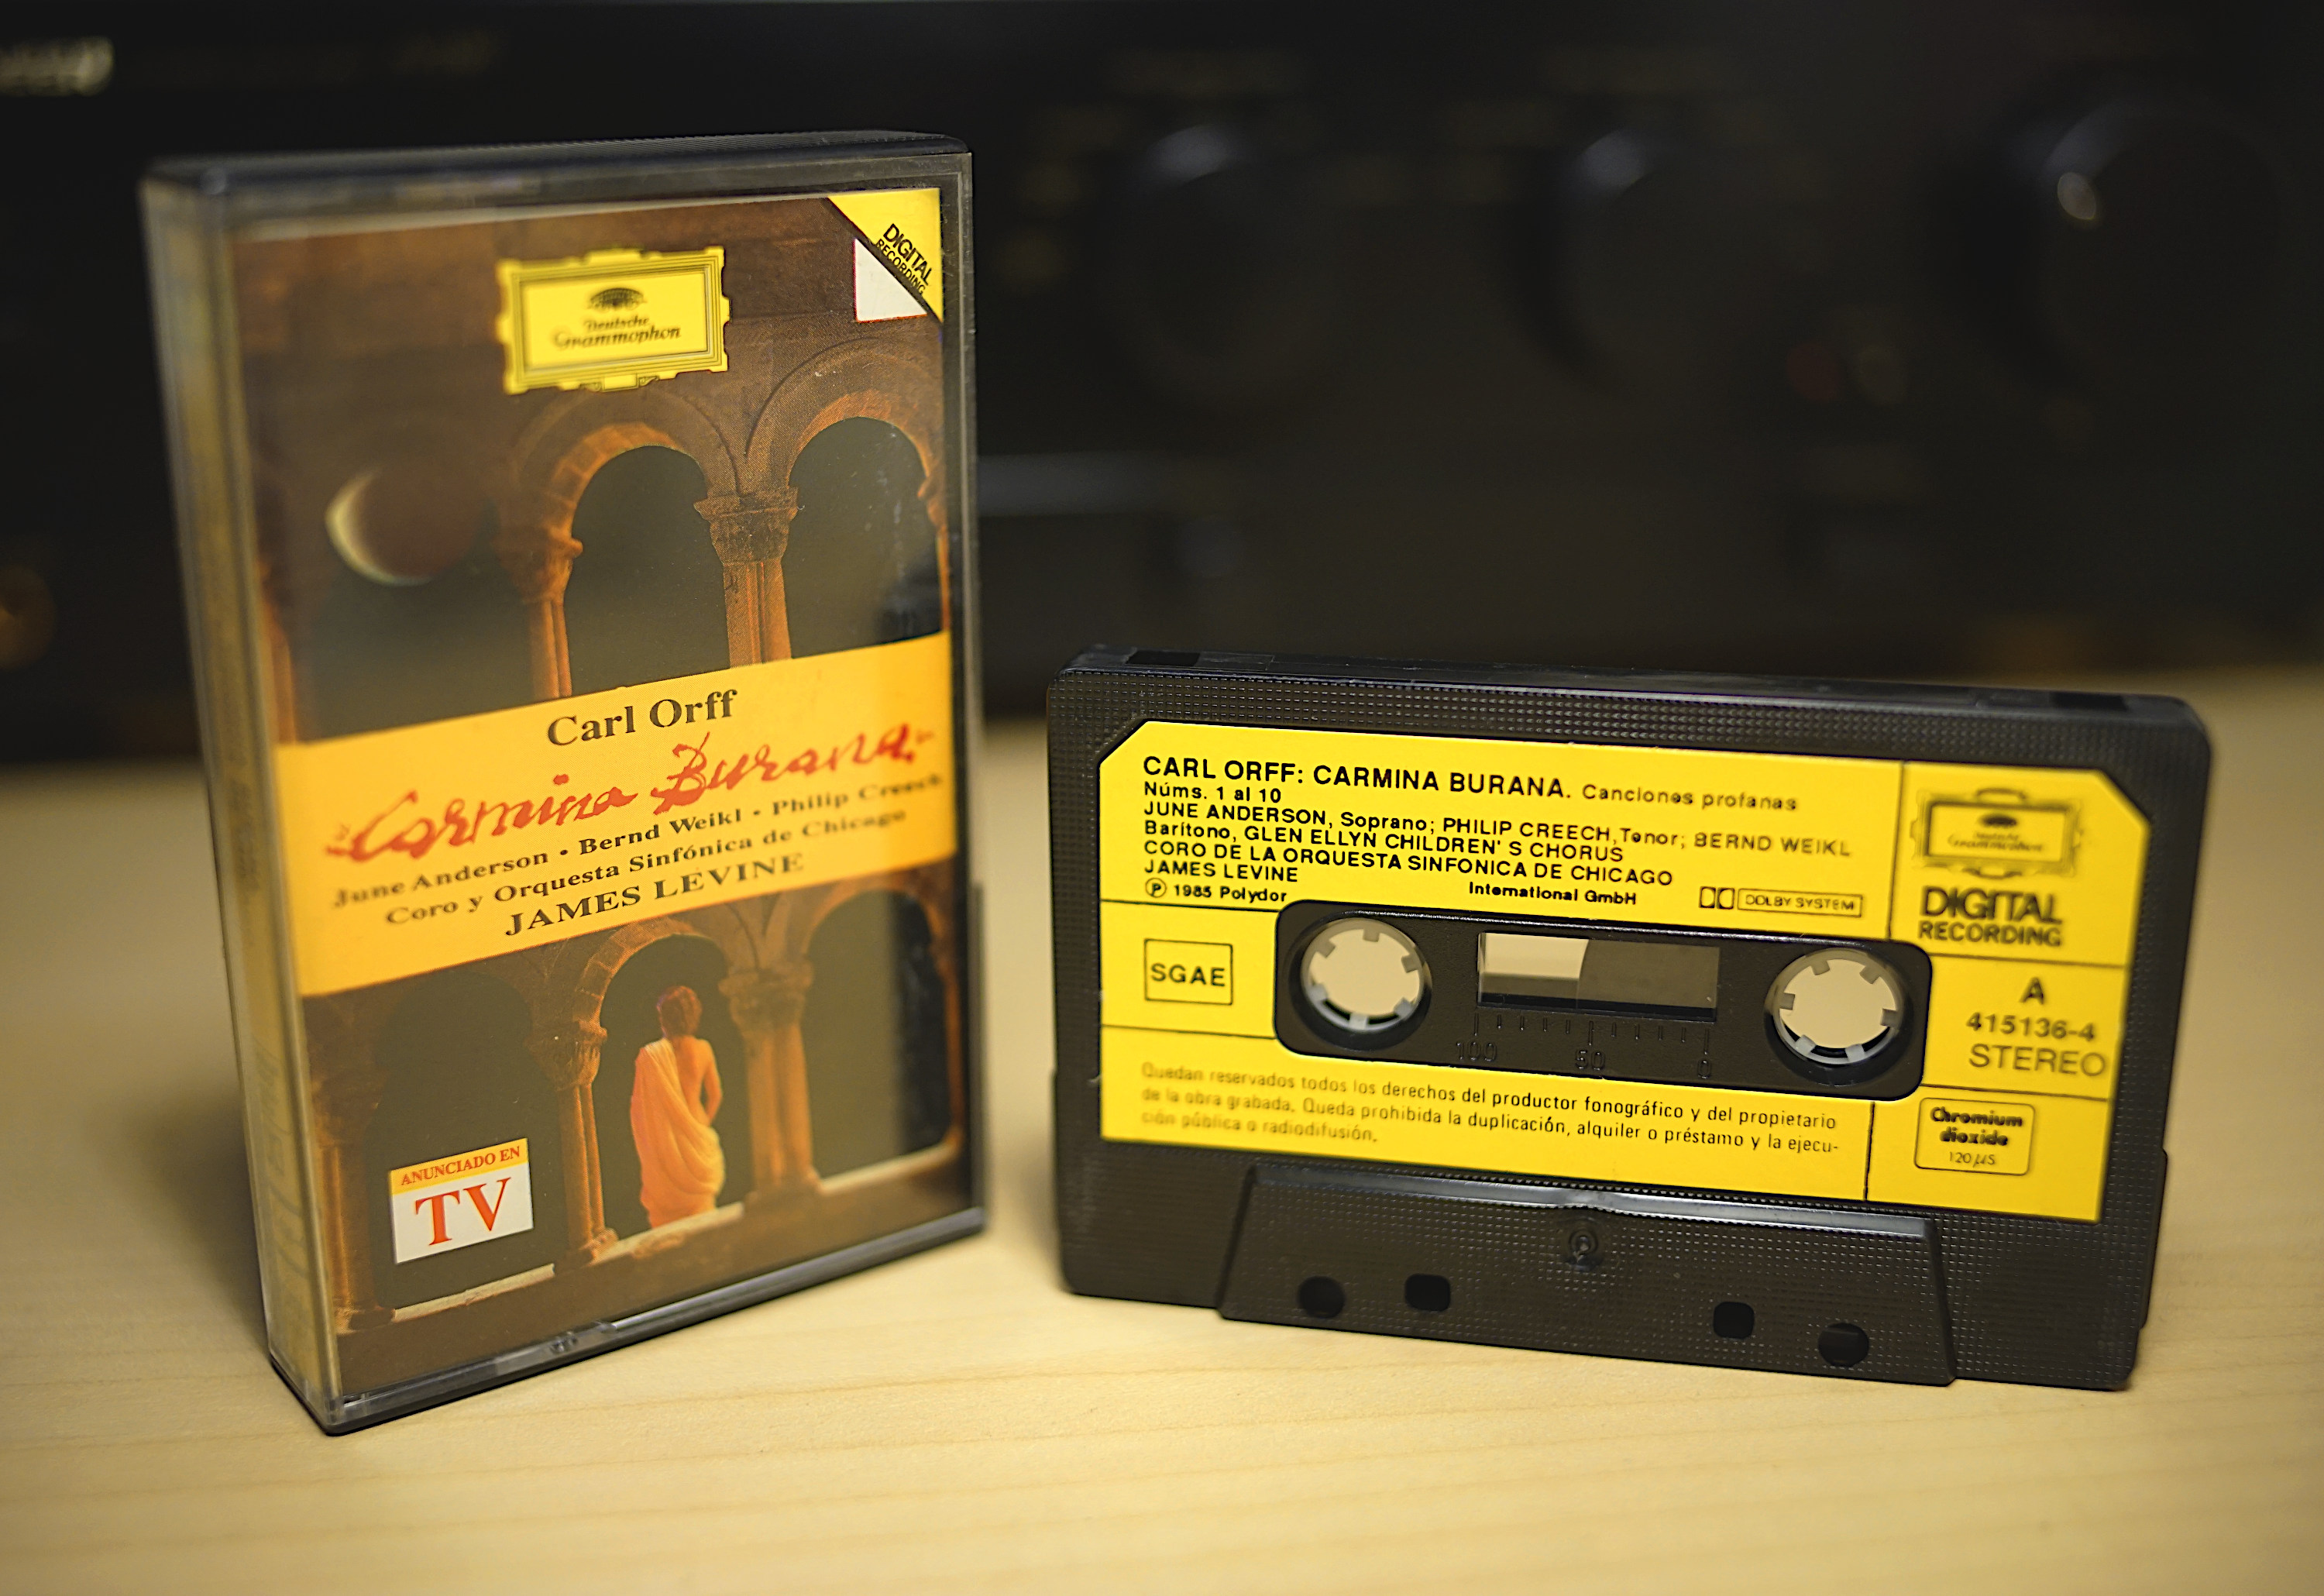 DIGITAL
RECORDING
Deutsche
Grammophon
Carl Orff
Carmina Burana
June Anderson • Bernd Weikl • Philip Creech
Coro y Orquesta Sinfónica de Chicago
JAMES LEVINE
ANUNCIADO EN
TV
CARL ORFF: CARMINA BURANA. Canciones profanas
Núms. 1 al 10
JUNE ANDERSON, Soprano; PHILIP CREECH, Tenor; BERND WEIKL
Barítono, GLEN ELLYN CHILDREN'S CHORUS
CORO DE LA ORQUESTA SINFONICA DE CHICAGO
JAMES LEVINE
℗ 1985 Polydor International GmbH
DOLBY SYSTEM
Deutsche
Grammophon
DIGITAL
RECORDING
SGAE
A
415136-4
STEREO
100 50 0
Quedan reservados todos los derechos del productor fonográfico y del propietario
de la obra grabada. Queda prohibida la duplicación, alquiler o préstamo y la ejecu-
ción pública o radiodifusión.
Chromium
dioxide
120 µS